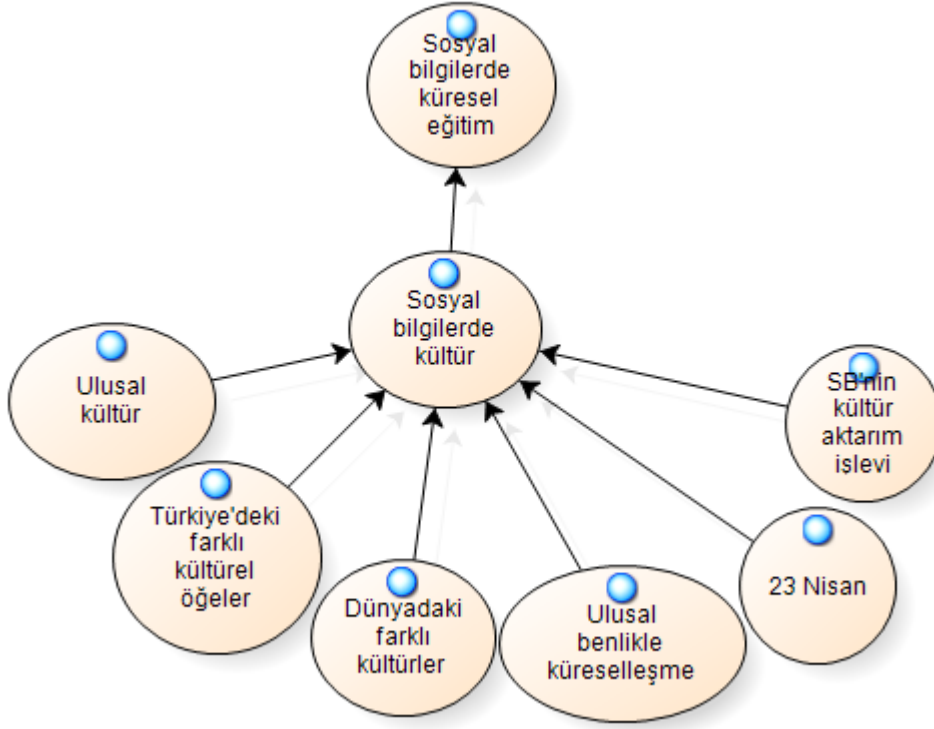 Sosyal
bilgilerde
küresel
eğitim
Sosyal
bilgilerde
kültür
Ulusal
kültür
Türkiye'deki
farklı
kültürel
öğeler
Dünyadaki
farklı
kültürler
Ulusal
benlikle
küreselleşme
23 Nisan
SB'nin
kültür
aktarım
işlevi